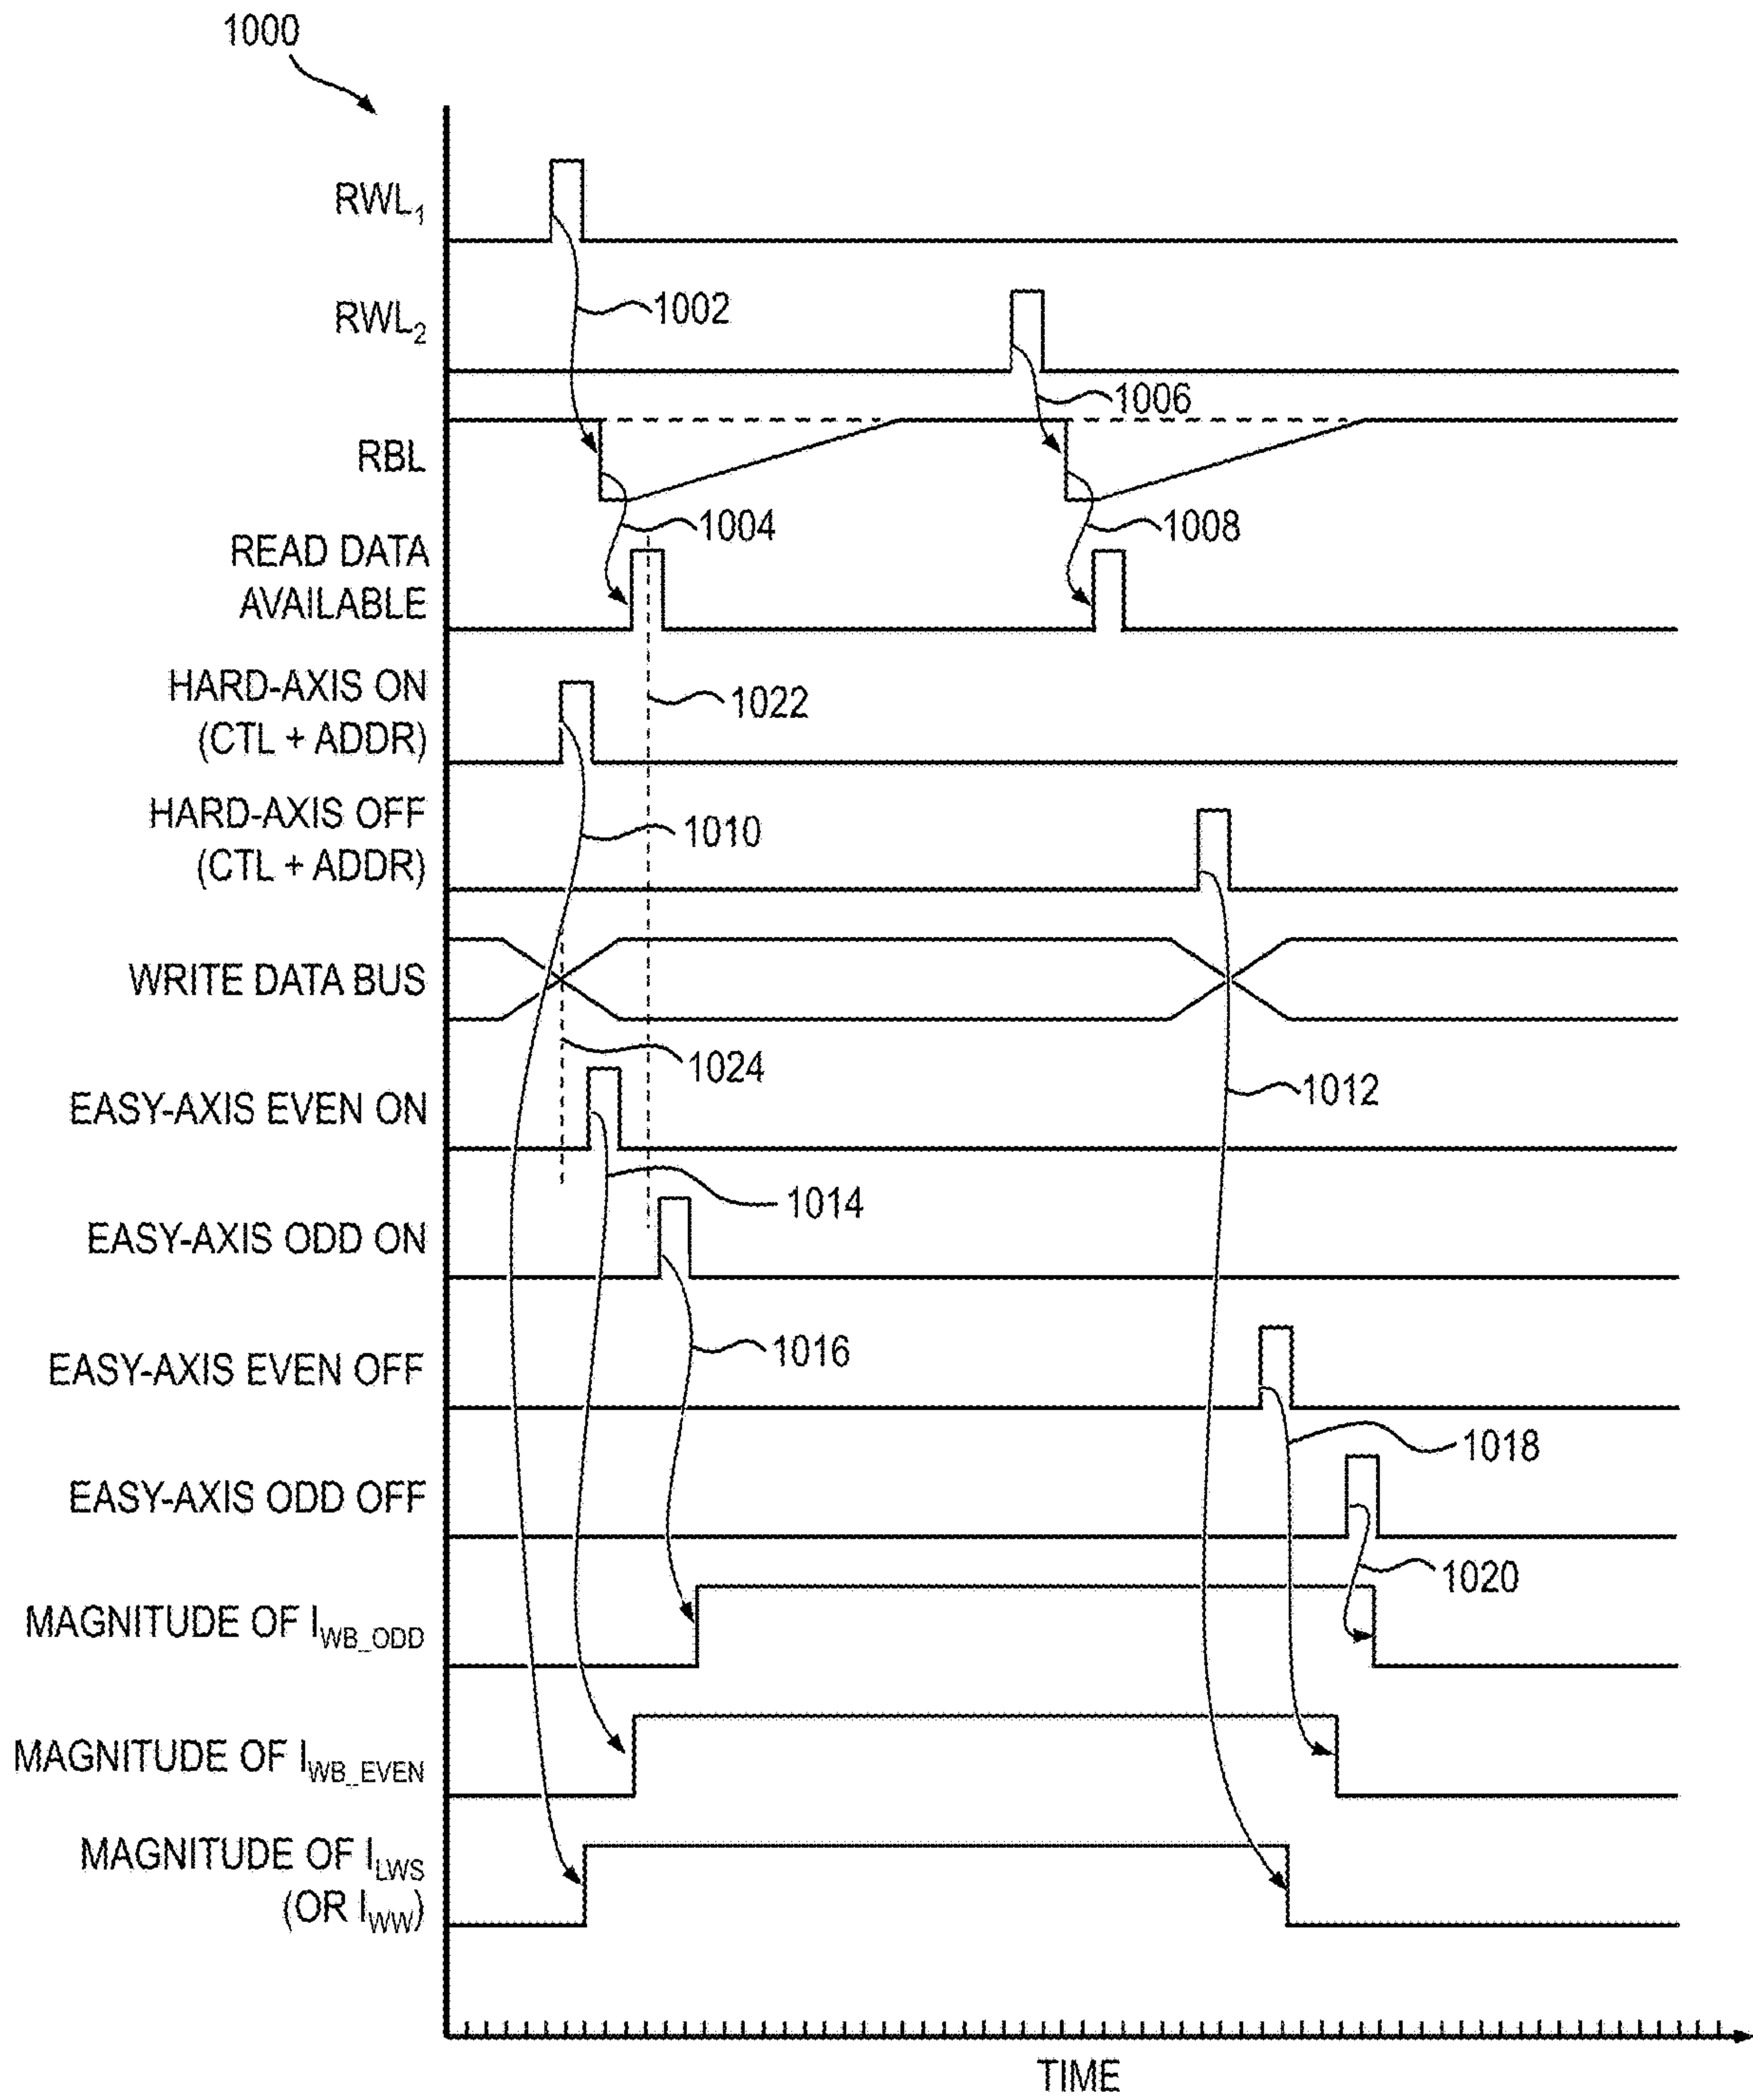 1000
RWL1
1002
RWL2
1006
RBL
1004
1008
READ DATA
AVAILABLE
HARD-AXIS ON
(CTL + ADDR)
1022
HARD-AXIS OFF
(CTL + ADDR)
1010
WRITE DATA BUS
1024
1012
EASY-AXIS EVEN ON
1014
EASY-AXIS ODD ON
1016
EASY-AXIS EVEN OFF
1018
EASY-AXIS ODD OFF
1020
MAGNITUDE OF IWB_ODD
MAGNITUDE OF IWB_EVEN
MAGNITUDE OF ILWS
(OR IWW)
TIME